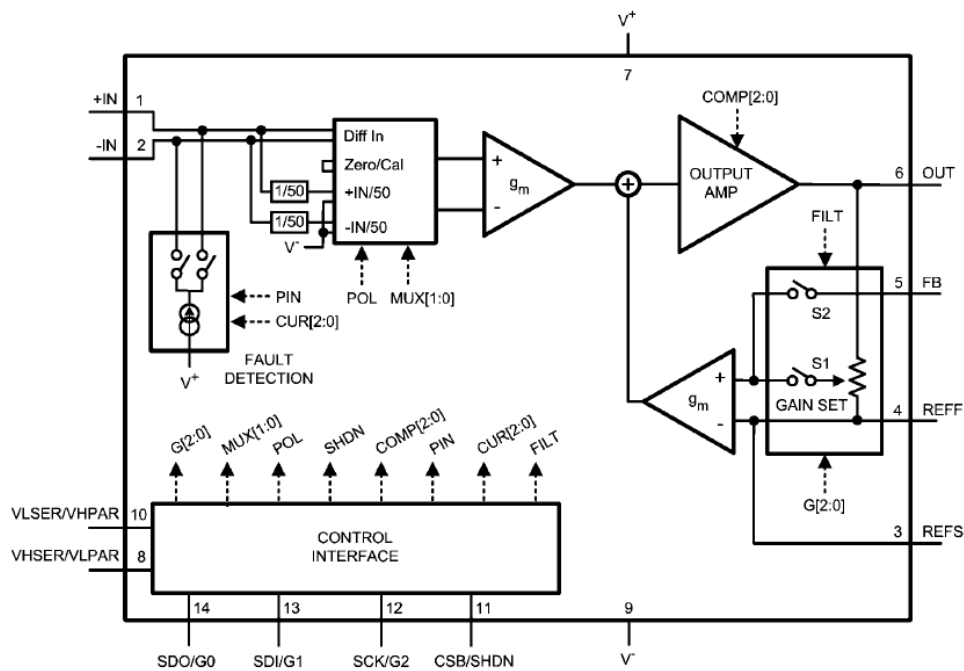 V+
7
+IN 1
-IN 2
Diff In
Zero/Cal
+IN/50
-IN/50
1/50
1/50
V-
+
gm
-
+
COMP[2:0]
OUTPUT
AMP
6 OUT
FILT
5 FB
S2
S1
GAIN SET
4 REFF
G[2:0]
3 REFS
+
gm
-
POL
MUX[1:0]
PIN
CUR[2:0]
FAULT
DETECTION
V+
G[2:0]
MUX[1:0]
POL
SHDN
COMP[2:0]
PIN
CUR[2:0]
FILT
VLSER/VHPAR 10
VHSER/VLPAR 8
CONTROL
INTERFACE
14
13
12
11
9
SDO/G0
SDI/G1
SCK/G2
CSB/SHDN
V-